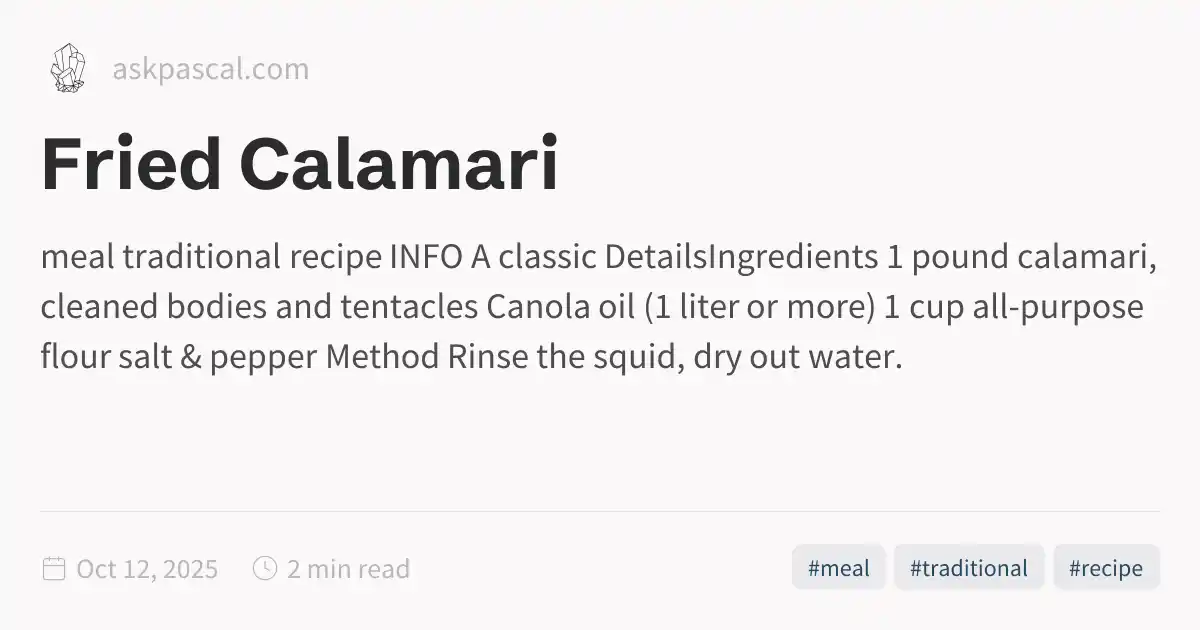 askpascal.com
Fried Calamari
meal traditional recipe INFO A classic DetailsIngredients 1 pound calamari,
cleaned bodies and tentacles Canola oil (1 liter or more) 1 cup all-purpose
flour salt & pepper Method Rinse the squid, dry out water.
Oct 12, 2025 2 min read #meal #traditional #recipe